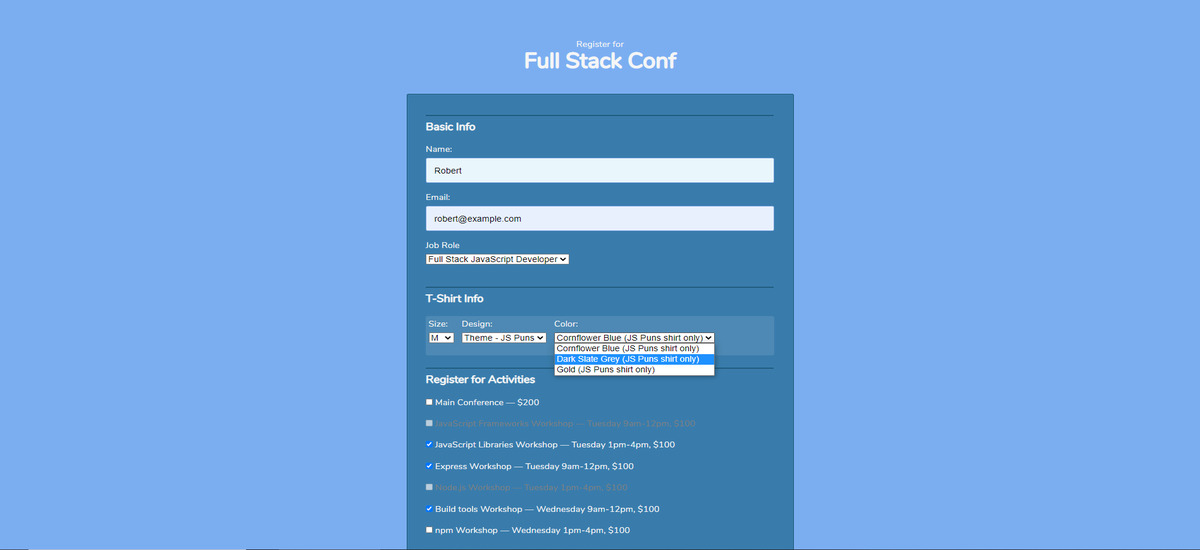 Register for
Full Stack Conf
Basic Info
Name:
Robert
Email:
robert@example.com
Job Role
Full Stack JavaScript Developer
T-Shirt Info
Size: Design: Color:
M Theme - JS Puns Cornflower Blue (JS Puns shirt only)
Cornflower Blue (JS Puns shirt only)
Dark Slate Grey (JS Puns shirt only)
Gold (JS Puns shirt only)
Register for Activities
Main Conference — $200
JavaScript Frameworks Workshop — Tuesday 9am-12pm, $100
JavaScript Libraries Workshop — Tuesday 1pm-4pm, $100
Express Workshop — Tuesday 9am-12pm, $100
Node.js Workshop — Tuesday 1pm-4pm, $100
Build tools Workshop — Wednesday 9am-12pm, $100
npm Workshop — Wednesday 1pm-4pm, $100